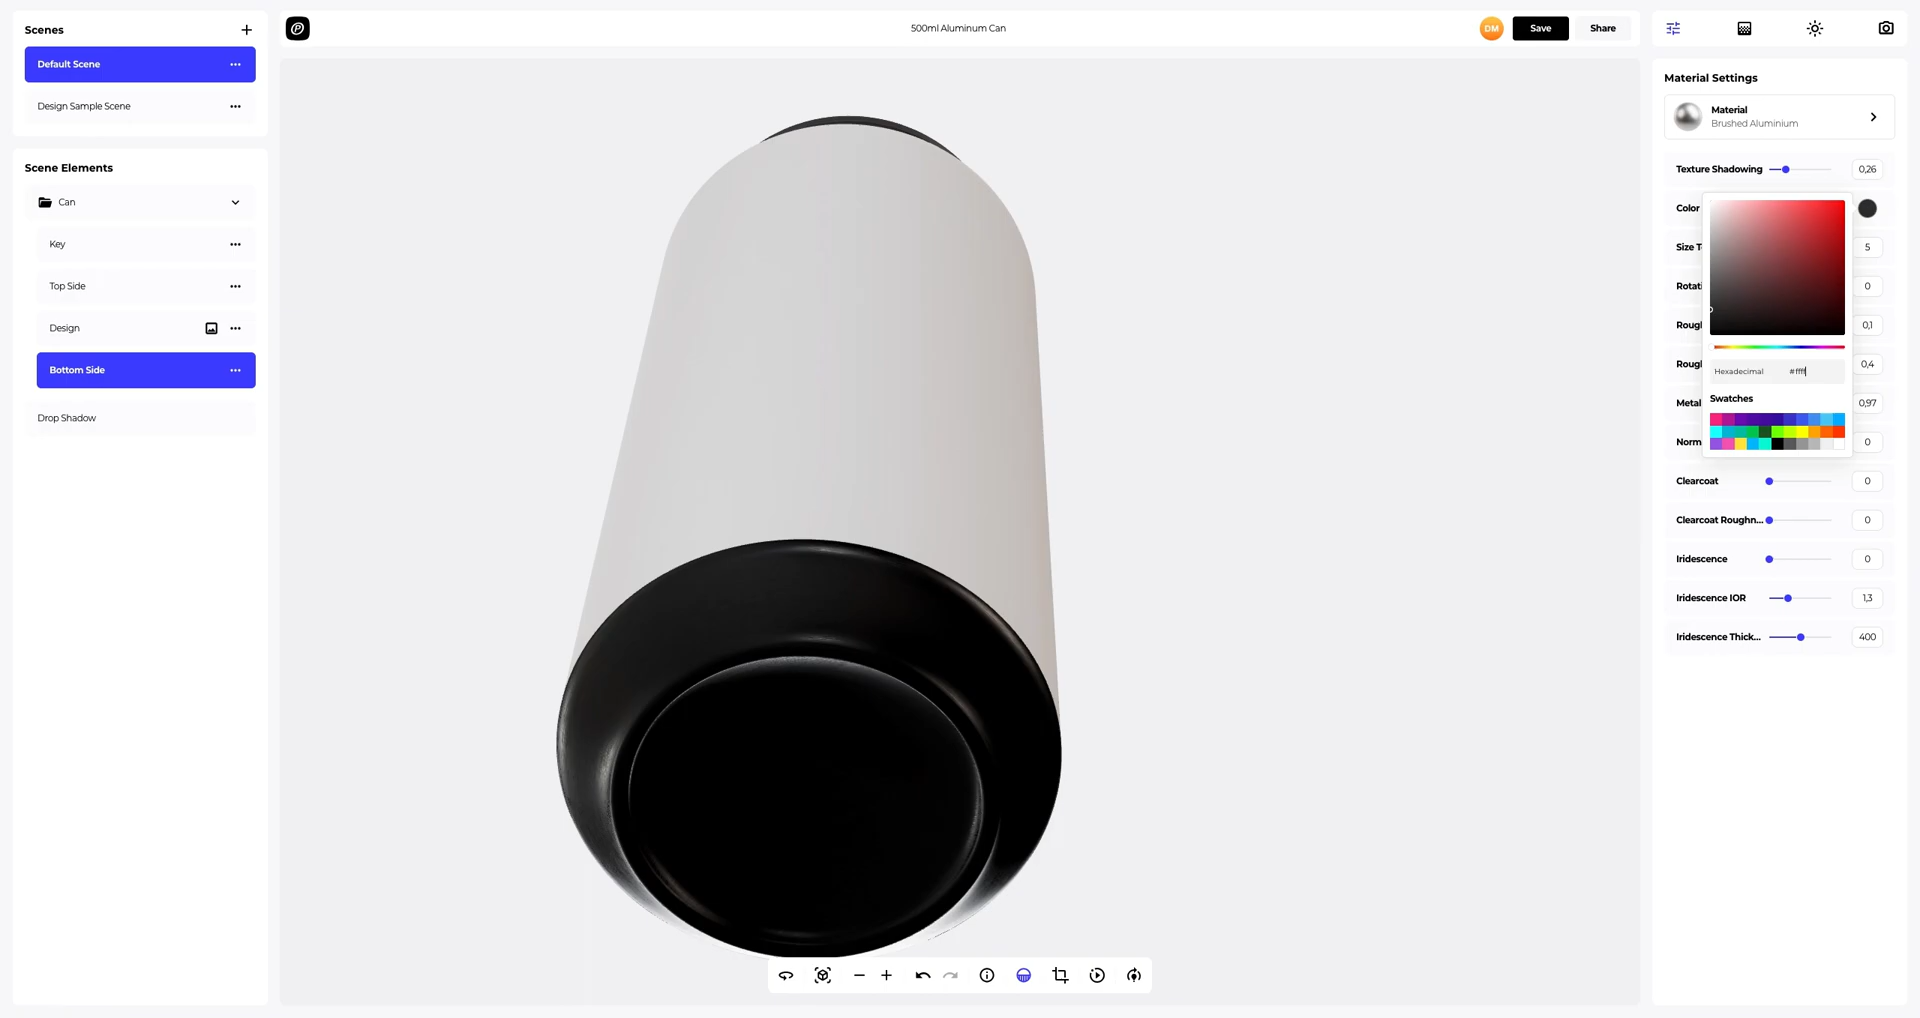 Scenes
Default Scene
Design Sample Scene
Scene Elements
Can
Key
Top Side
Design
Bottom Side
Drop Shadow
500ml Aluminum Can
DM
Save
Share
Material Settings
Material
Brushed Aluminium
Texture Shadowing 0,26
Color
Size T 5
Rotati 0
Rough 0,1
Rough 0,4
Metal 0,97
Norm 0
Hexadecimal #ffff
Swatches
Clearcoat 0
Clearcoat Roughn... 0
Iridescence 0
Iridescence IOR 1,3
Iridescence Thick... 400